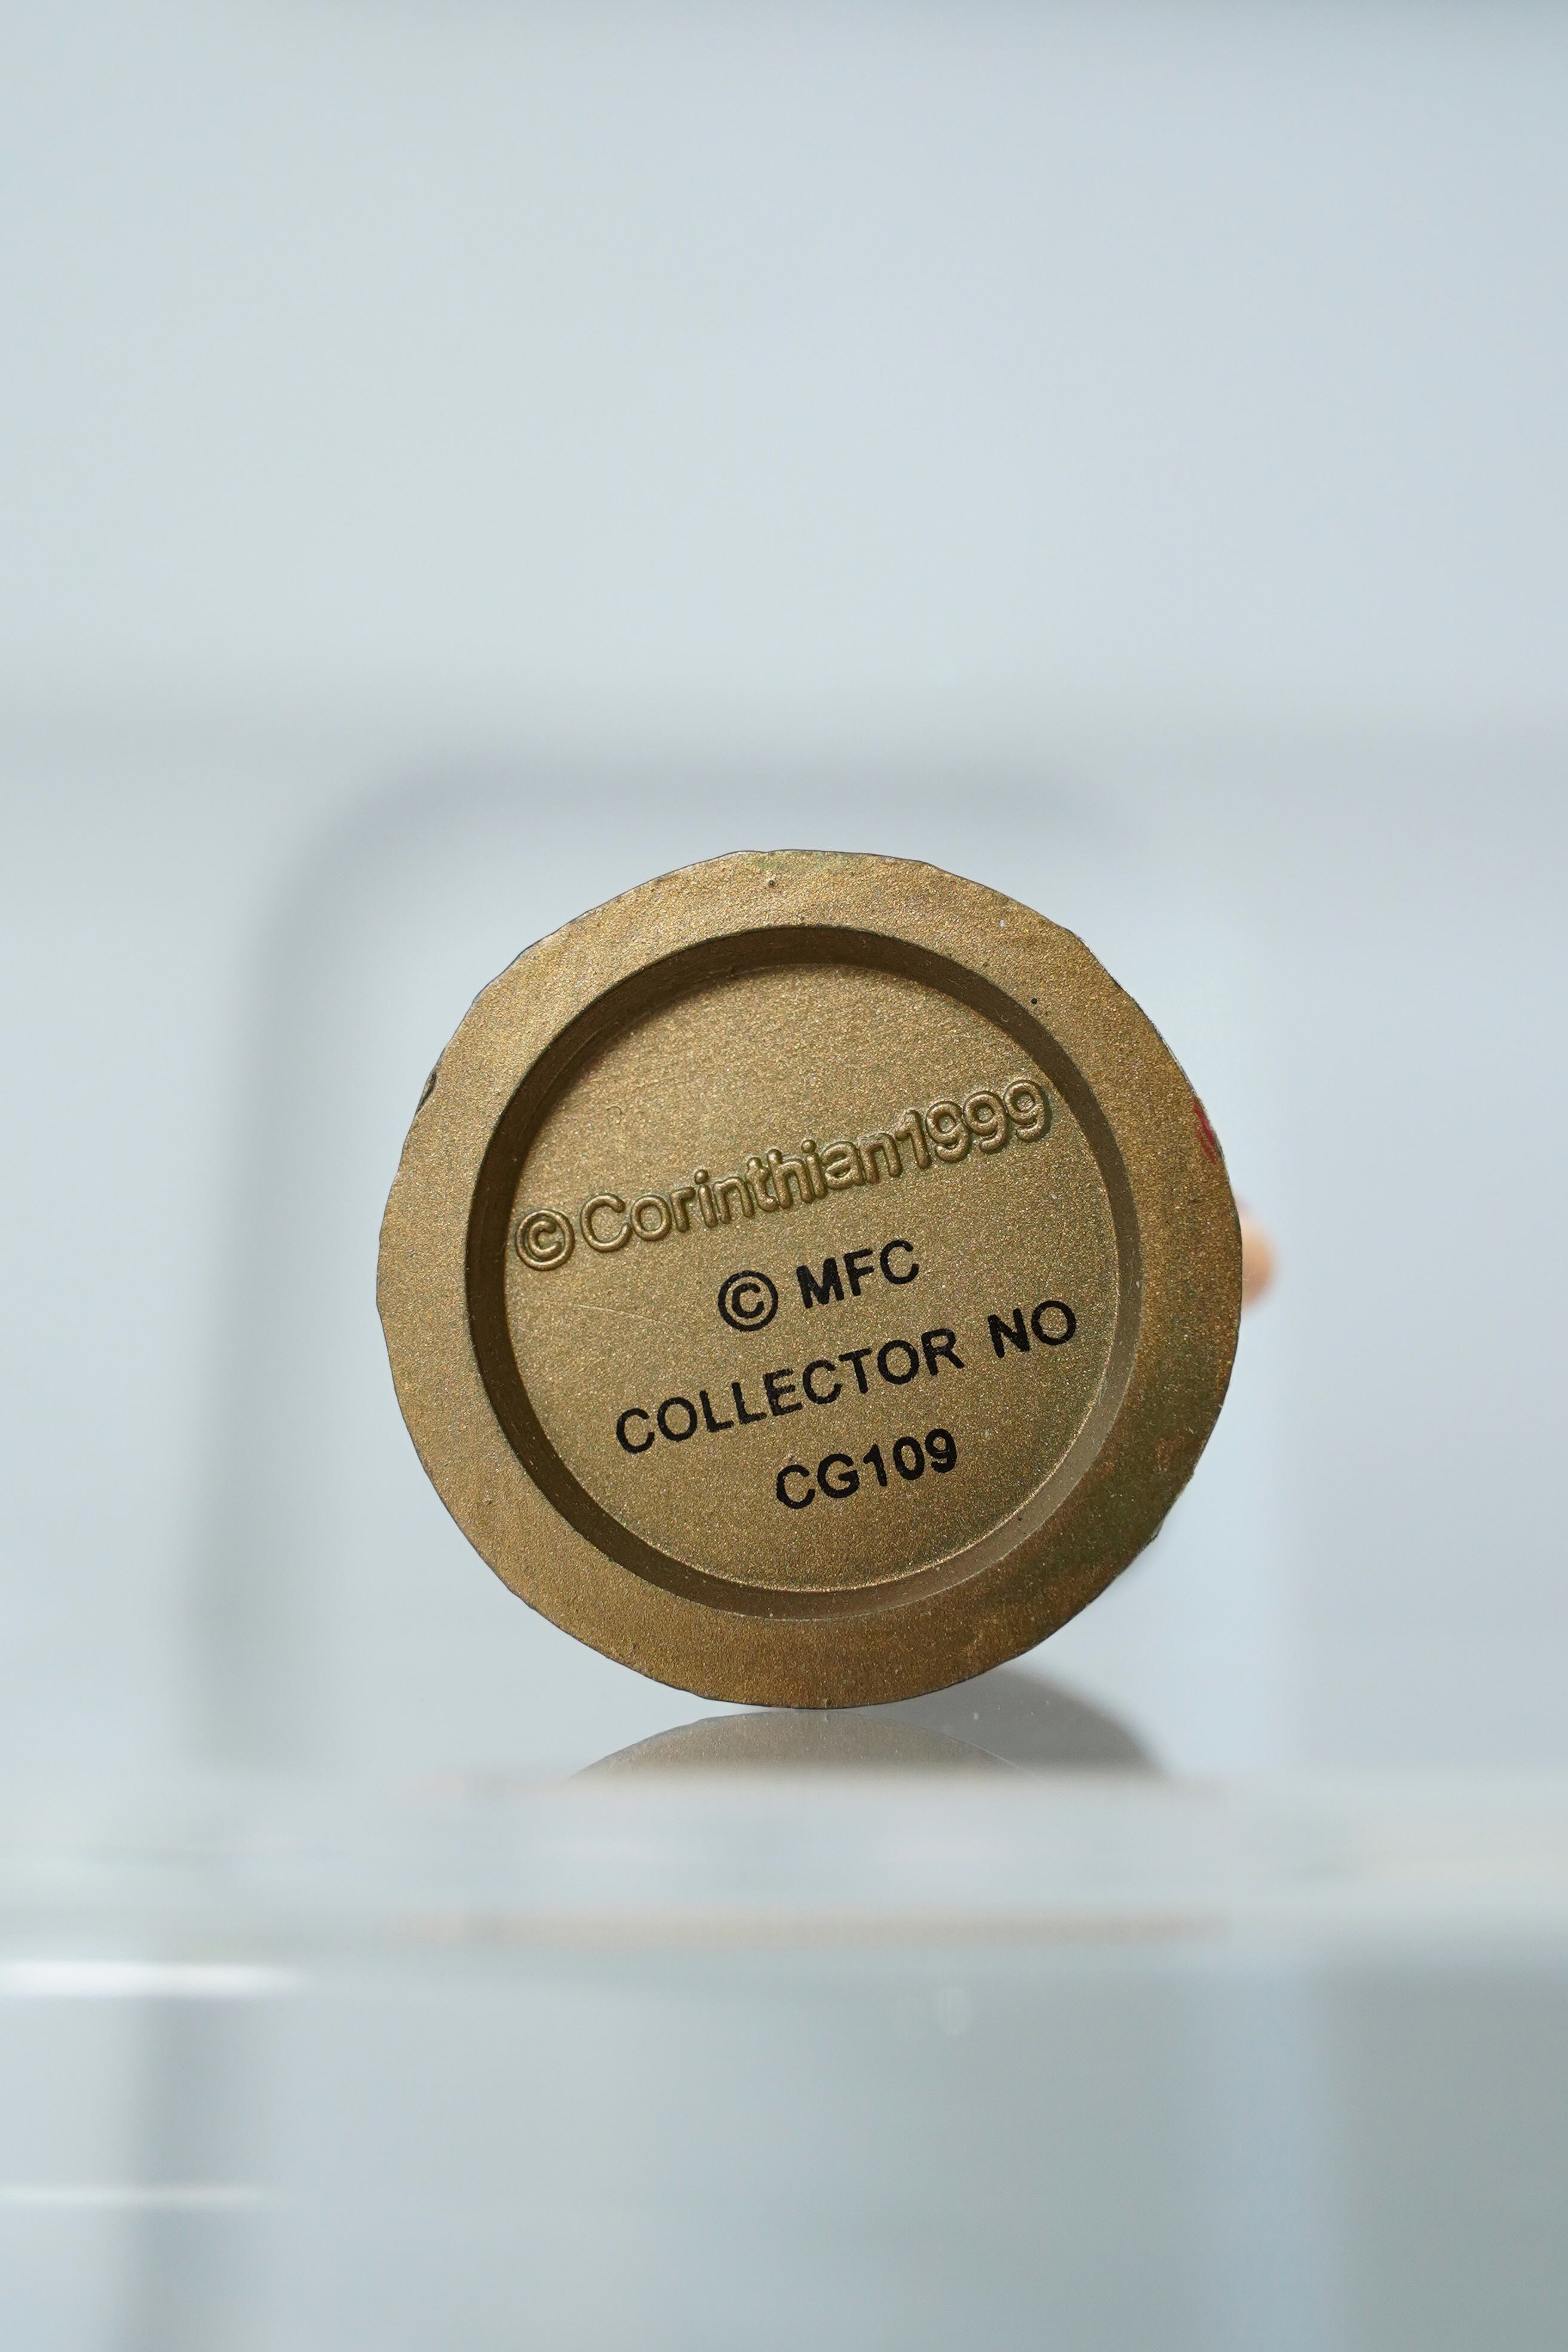 ©Corinthian1999
© MFC
COLLECTOR NO
CG109